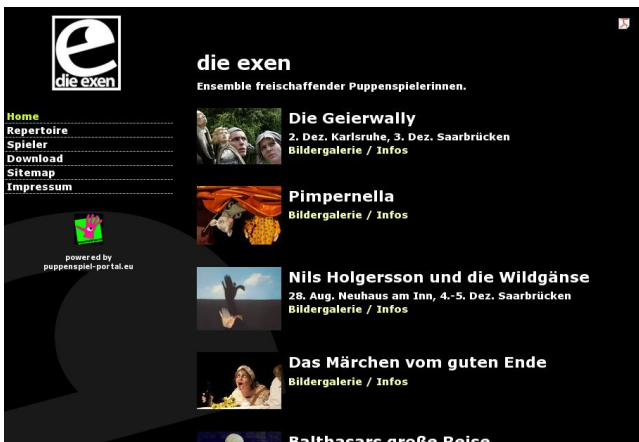 e
die exen
Home
Repertoire
Spieler
Download
Sitemap
Impressum
powered by
puppenspiel-portal.eu
die exen
Ensemble freischaffender Puppenspielerinnen.
Die Geierwally
2. Dez. Karlsruhe, 3. Dez. Saarbrücken
Bildergalerie / Infos
Pimpernella
Bildergalerie / Infos
Nils Holgersson und die Wildgänse
28. Aug. Neuhaus am Inn, 4.-5. Dez. Saarbrücken
Bildergalerie / Infos
Das Märchen vom guten Ende
Bildergalerie / Infos
Balthasars große Reise